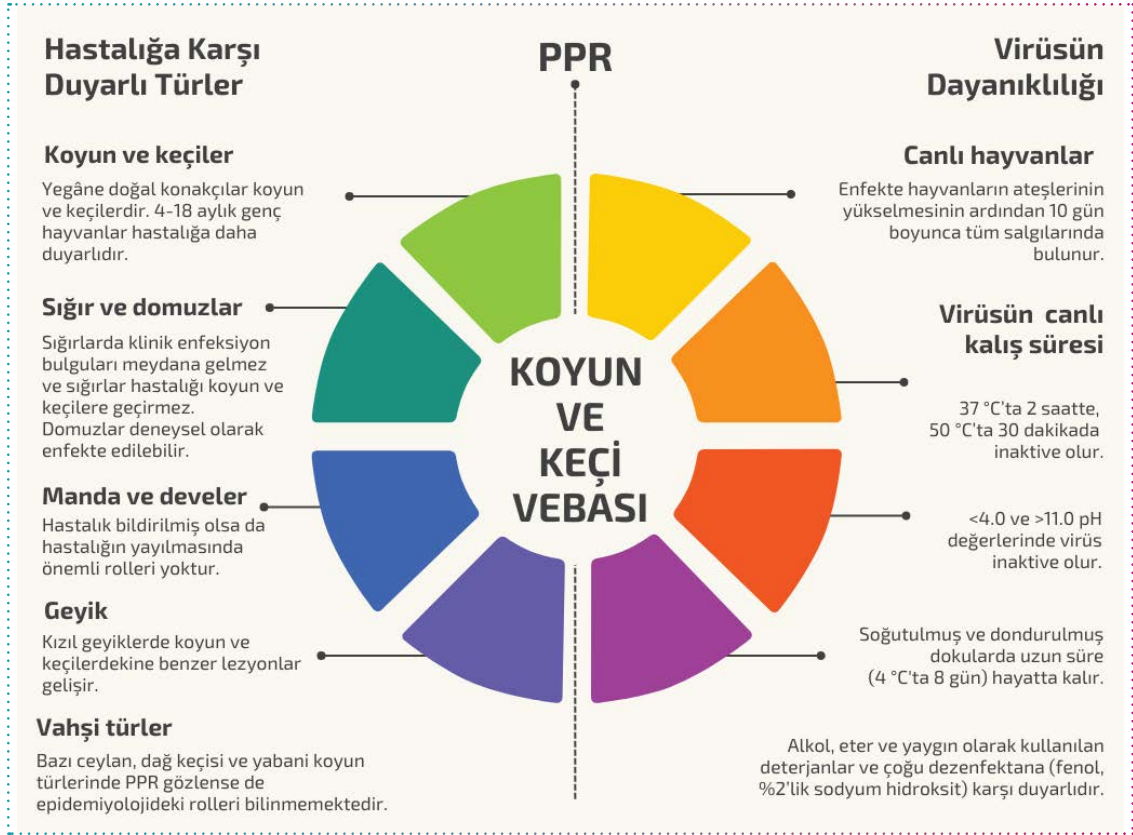 PPR
KOYUN
VE
KEÇİ
VEBASI
Hastalığa Karşı
Duyarlı Türler
Koyun ve keçiler
Yegâne doğal konakçılar koyun
ve keçilerdir. 4-18 aylık genç
hayvanlar hastalığa daha
duyarlıdır.
Sığır ve domuzlar
Sığırlarda klinik enfeksiyon
bulguları meydana gelmez
ve sığırlar hastalığı koyun ve
keçilere geçirmez.
Domuzlar deneysel olarak
enfekte edilebilir.
Manda ve develer
Hastalık bildirilmiş olsa da
hastalığın yayılmasında
önemli rolleri yoktur.
Geyik
Kızıl geyiklerde koyun ve
keçilerdekine benzer lezyonlar
gelişir.
Vahşi türler
Bazı ceylan, dağ keçisi ve yabani koyun
türlerinde PPR gözlense de
epidemiyolojideki rolleri bilinmemektedir.
Virüsün
Dayanıklılığı
Canlı hayvanlar
Enfekte hayvanların ateşlerinin
yükselmesinin ardından 10 gün
boyunca tüm salgılarında
bulunur.
Virüsün canlı
kalış süresi
37 °C'ta 2 saatte,
50 °C'ta 30 dakikada
inaktive olur.
<4.0 ve >11.0 pH
değerlerinde virüs
inaktive olur.
Soğutulmuş ve dondurulmuş
dokularda uzun süre
(4 °C'ta 8 gün) hayatta kalır.
Alkol, eter ve yaygın olarak kullanılan
deterjanlar ve çoğu dezenfektana (fenol,
%2'lik sodyum hidroksit) karşı duyarlıdır.